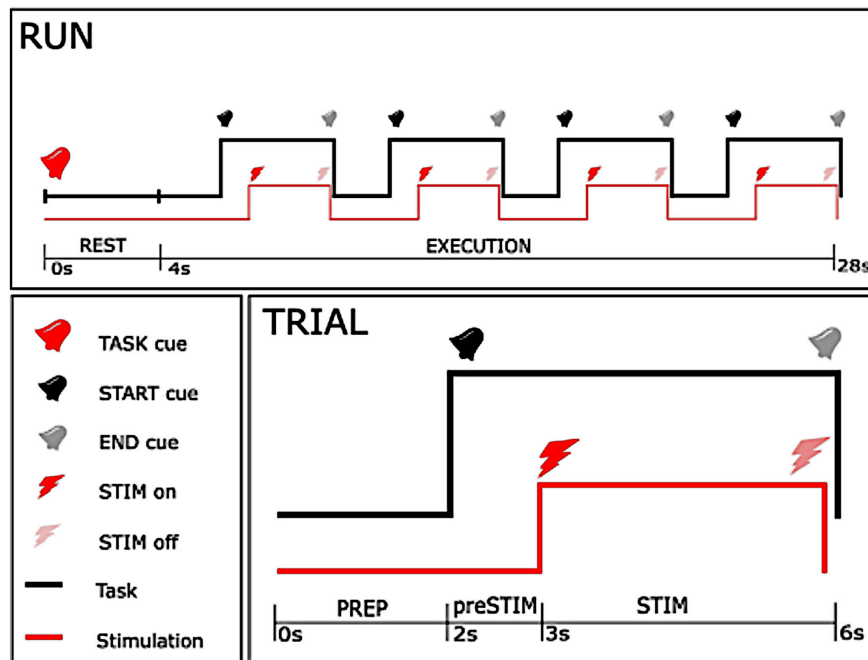 RUN
REST
EXECUTION
0s
4s
28s
TASK cue
START cue
END cue
STIM on
STIM off
Task
Stimulation
TRIAL
PREP
preSTIM
STIM
0s
2s
3s
6s